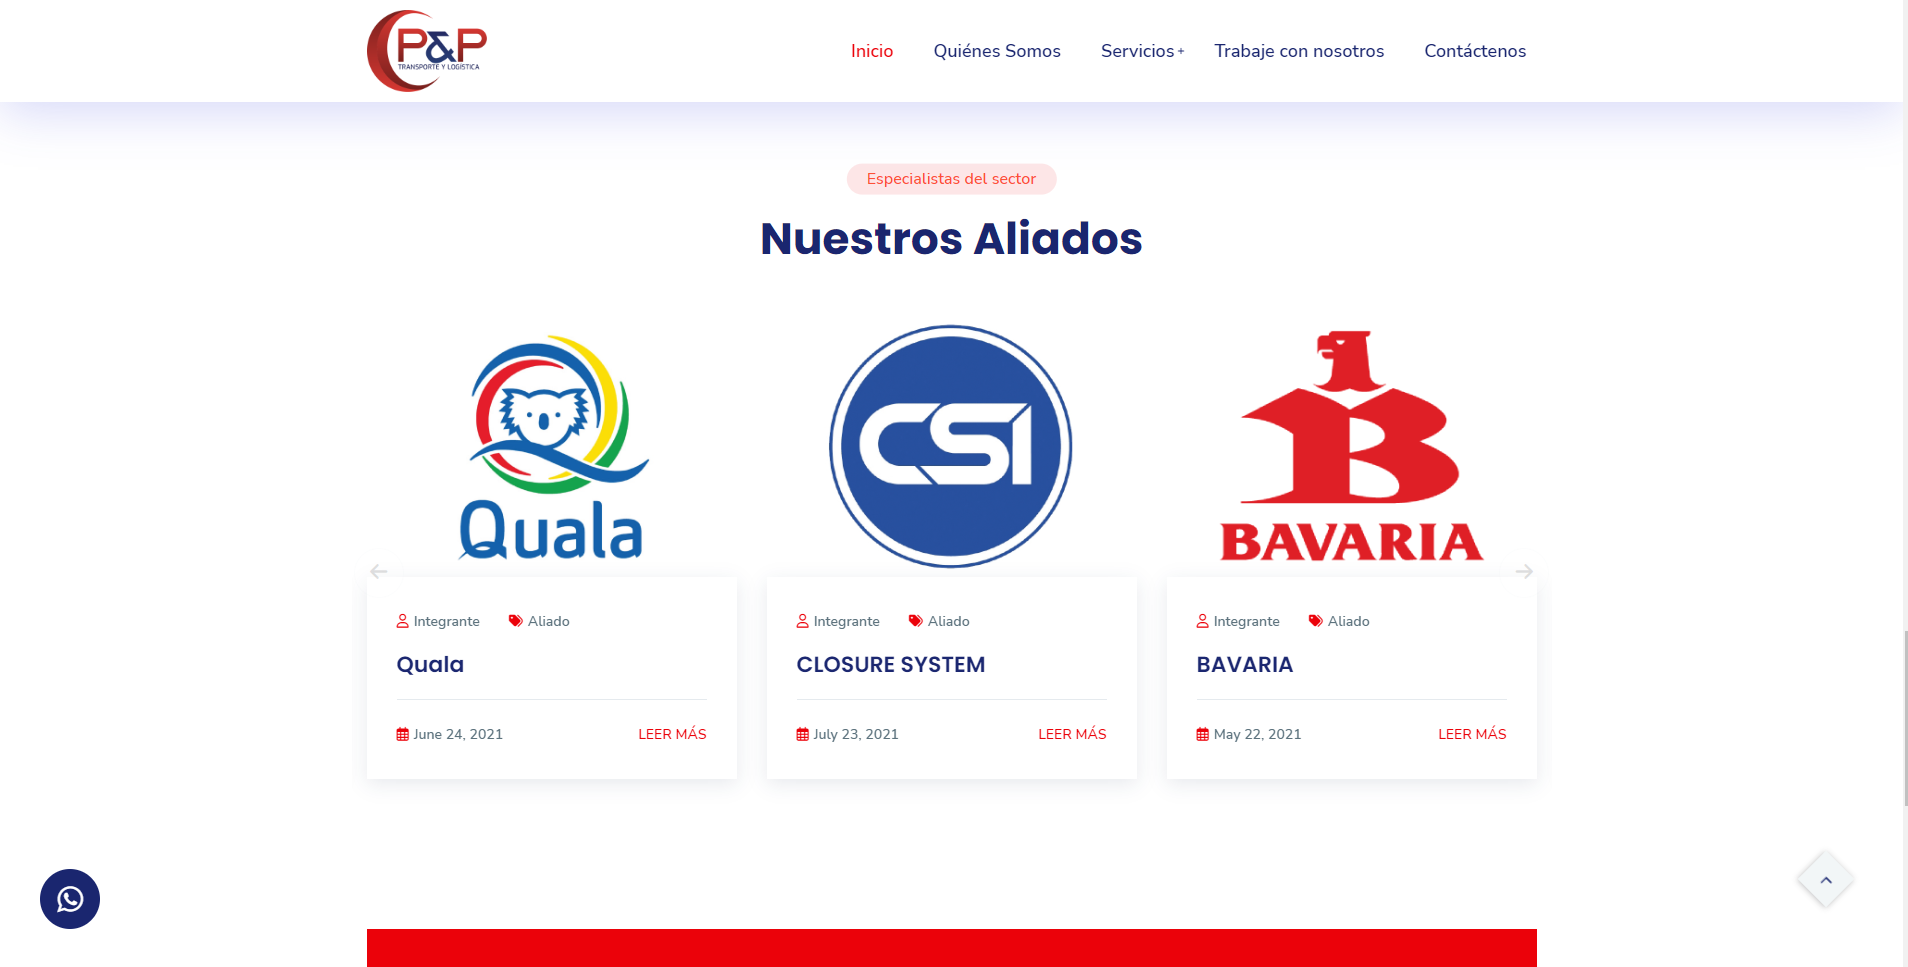 P&P
TRANSPORTE Y LOGÍSTICA
Inicio
Quiénes Somos
Servicios +
Trabaje con nosotros
Contáctenos
Especialistas del sector
Nuestros Aliados
Quala
CSI
BAVARIA
Integrante Aliado
Quala
June 24, 2021 LEER MÁS
Integrante Aliado
CLOSURE SYSTEM
July 23, 2021 LEER MÁS
Integrante Aliado
BAVARIA
May 22, 2021 LEER MÁS